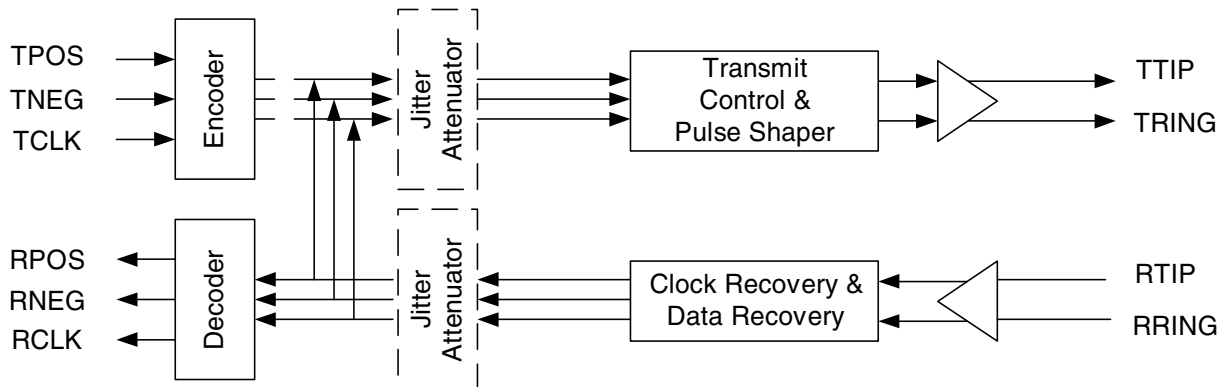 TPOS
TNEG
TCLK
Encoder
Jitter
Attenuator
Transmit
Control &
Pulse Shaper
TTIP
TRING
RPOS
RNEG
RCLK
Decoder
Jitter
Attenuator
Clock Recovery &
Data Recovery
RTIP
RRING